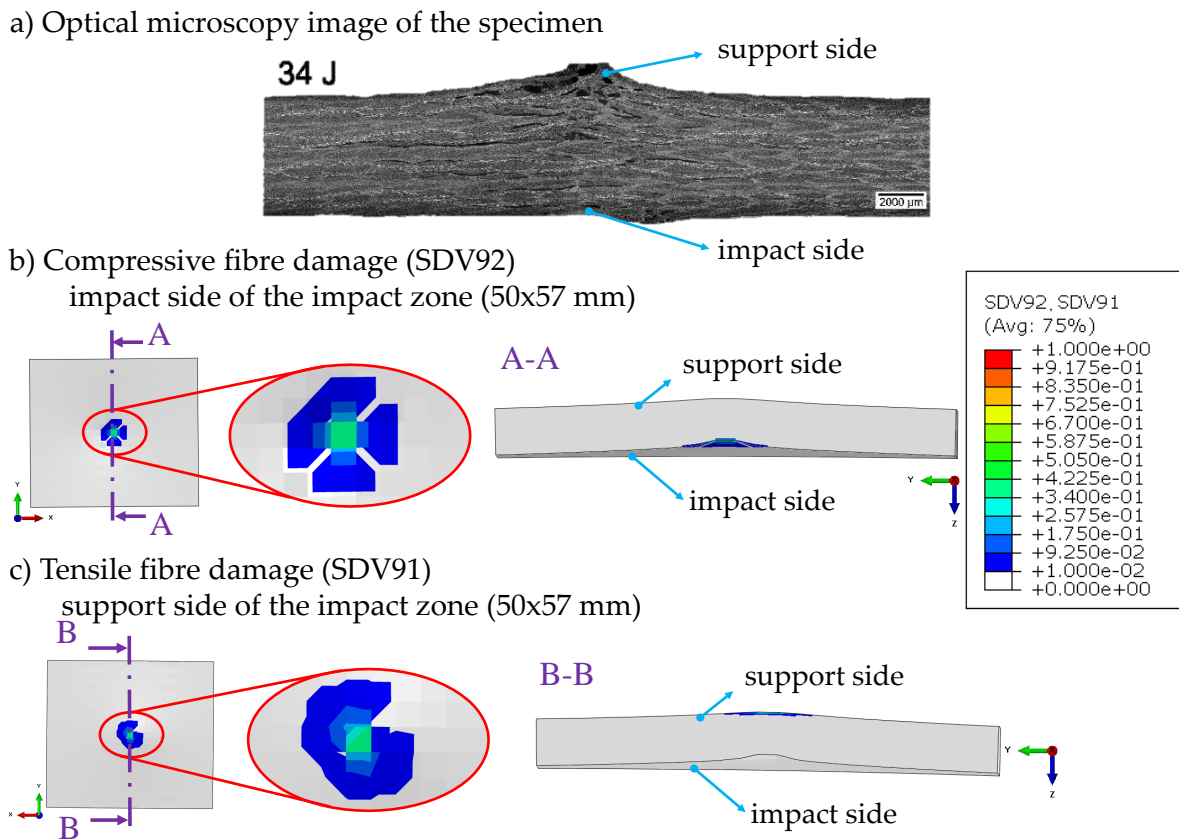 a) Optical microscopy image of the specimen
34 J
support side
2000 µm
impact side
b) Compressive fibre damage (SDV92)
impact side of the impact zone (50x57 mm)
A
A
Y
X
A-A
support side
impact side
Y
X
Z
SDV92, SDV91
(Avg: 75%)
+1.000e+00
+9.175e-01
+8.350e-01
+7.525e-01
+6.700e-01
+5.875e-01
+5.050e-01
+4.225e-01
+3.400e-01
+2.575e-01
+1.750e-01
+9.250e-02
+1.000e-02
+0.000e+00
c) Tensile fibre damage (SDV91)
support side of the impact zone (50x57 mm)
B
B
X
Y
B-B
support side
impact side
Y
X
Z